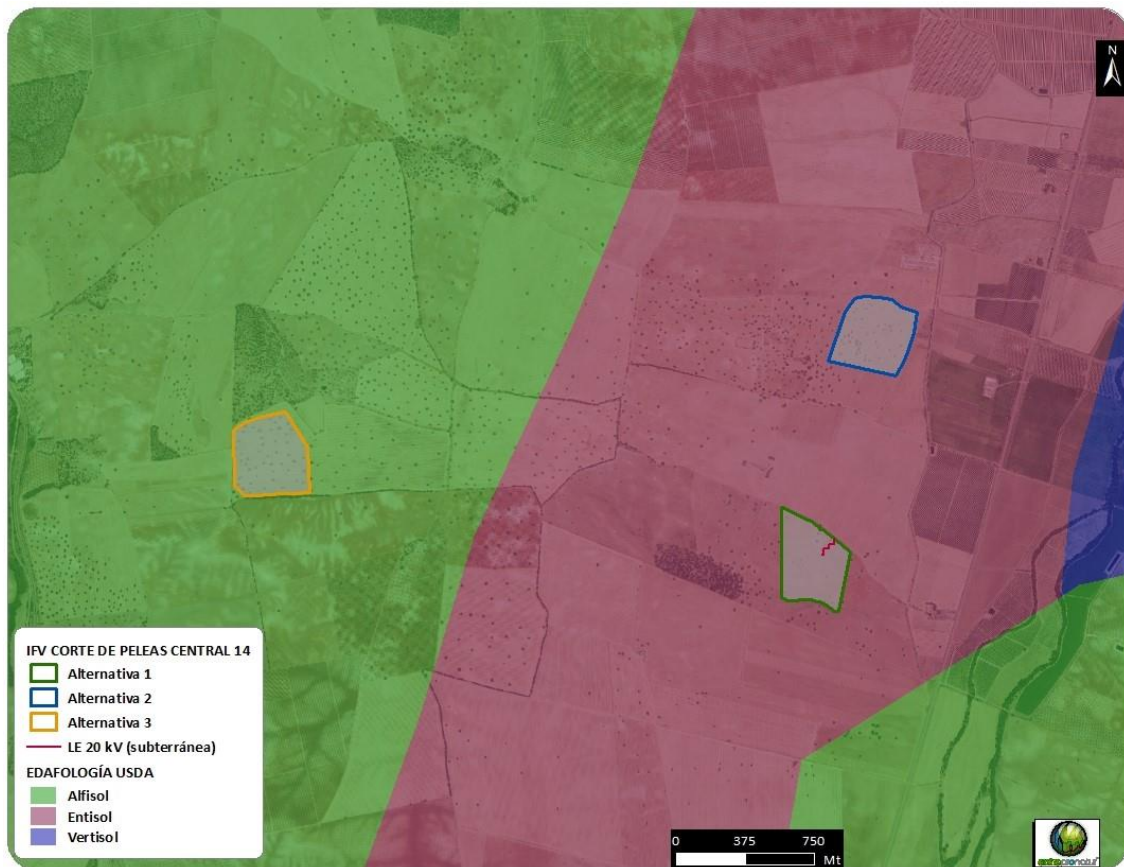 N
IFV CORTE DE PELEAS CENTRAL 14
Alternativa 1
Alternativa 2
Alternativa 3
LE 20 kV (subterránea)
EDAFOLOGÍA USDA
Alfisol
Entisol
Vertisol
0 375 750
Mt